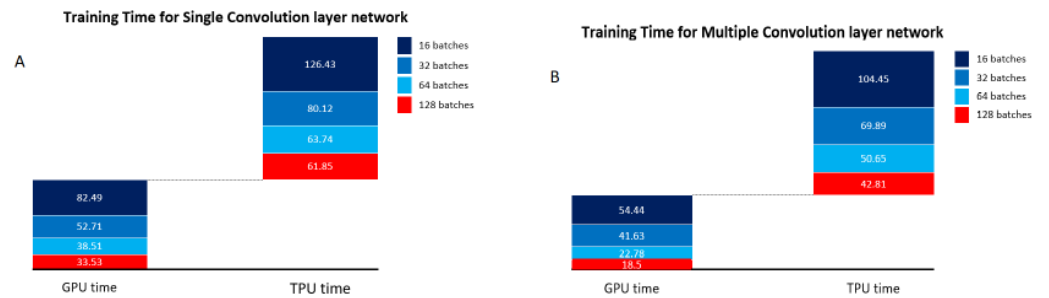 Training Time for Single Convolution layer network
A
16 batches
32 batches
64 batches
128 batches
126.43
80.12
63.74
61.85
82.49
52.71
38.51
33.53
GPU time
TPU time
Training Time for Multiple Convolution layer network
B
16 batches
32 batches
64 batches
128 batches
104.45
69.89
50.65
42.81
54.44
41.63
22.78
18.5
GPU time
TPU time